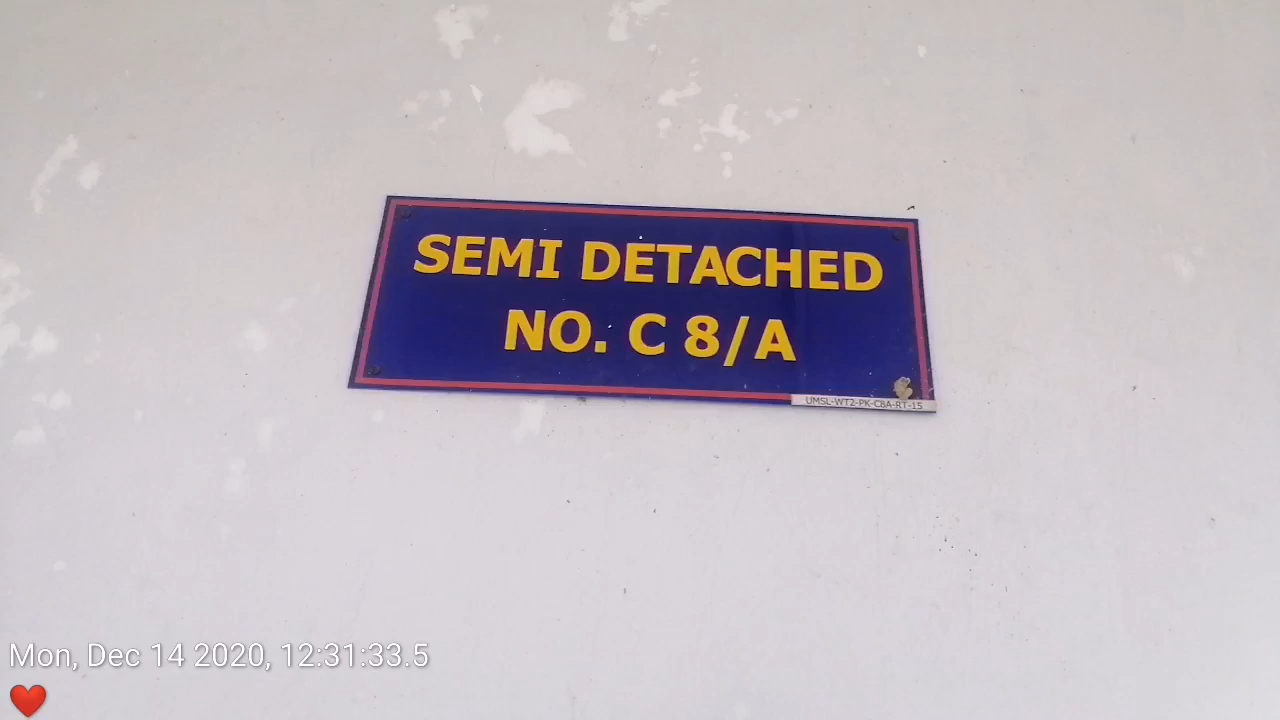 SEMI DETACHED
NO. C 8/A
UMSL-WT2-PK-C8A-RT-15
Mon, Dec 14 2020, 12:31:33.5